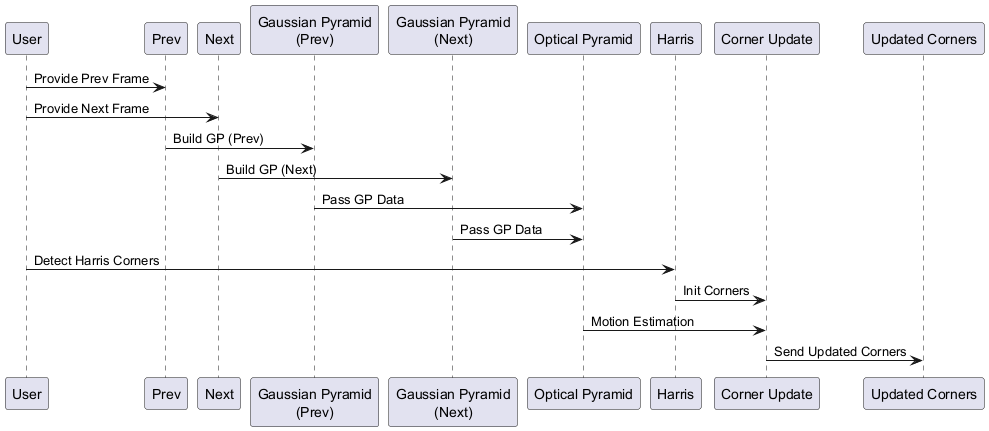 User
Prev
Next
Gaussian Pyramid
(Prev)
Gaussian Pyramid
(Next)
Optical Pyramid
Harris
Corner Update
Updated Corners
Provide Prev Frame
Provide Next Frame
Build GP (Prev)
Build GP (Next)
Pass GP Data
Pass GP Data
Detect Harris Corners
Init Corners
Motion Estimation
Send Updated Corners
User
Prev
Next
Gaussian Pyramid
(Prev)
Gaussian Pyramid
(Next)
Optical Pyramid
Harris
Corner Update
Updated Corners